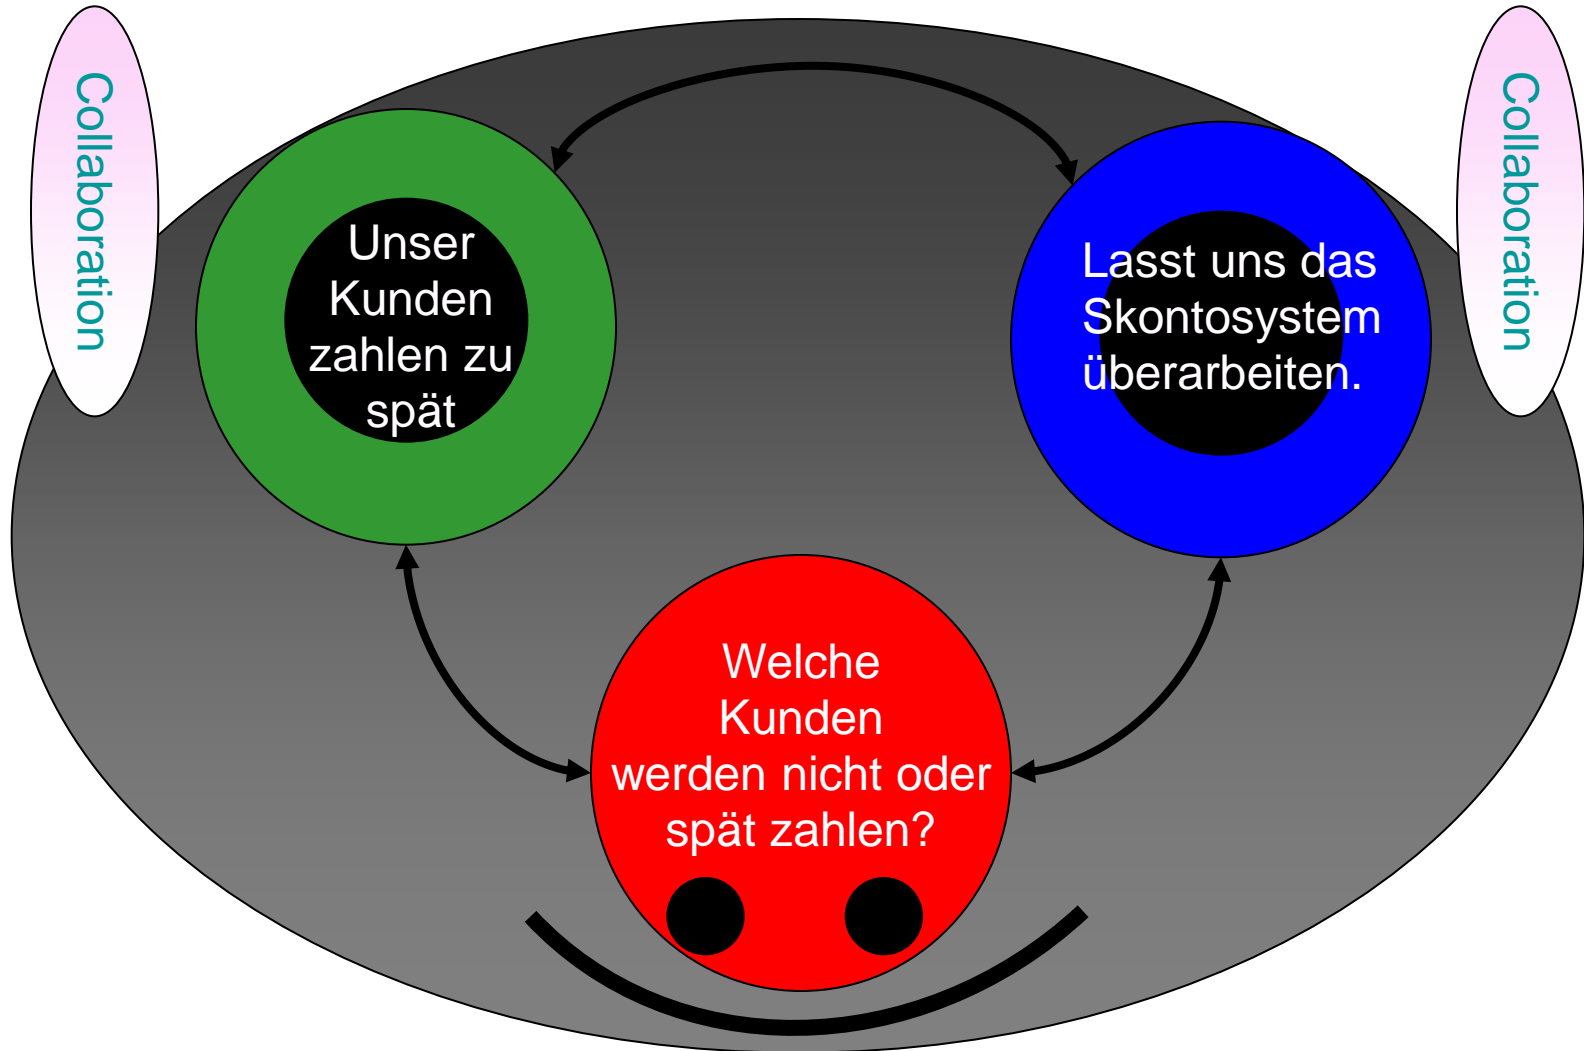 Collaboration
Unser
Kunden
zahlen zu
spät
Lasst uns das
Skontosystem
überarbeiten.
Collaboration
Welche
Kunden
werden nicht oder
spät zahlen?